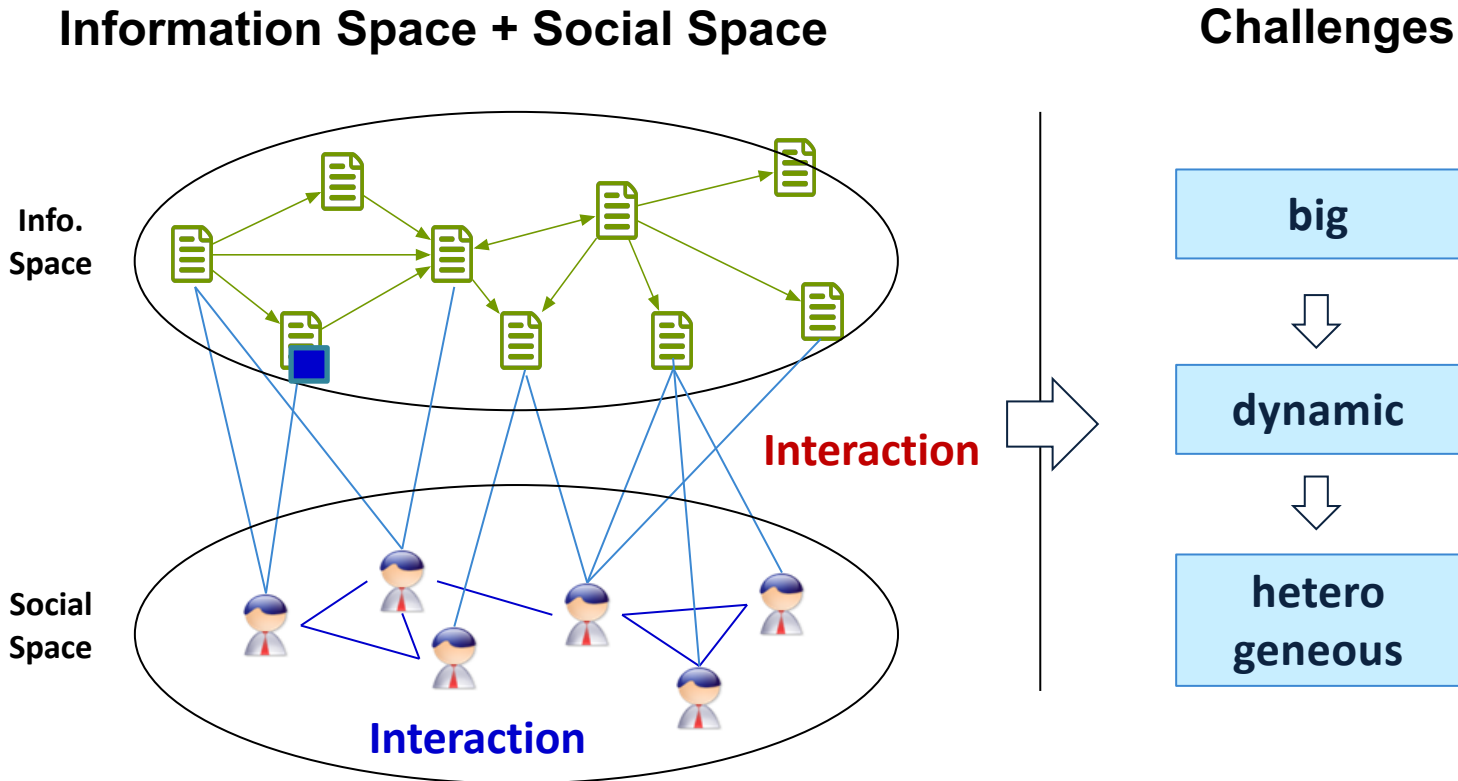 Information Space + Social Space
Challenges
Info.
Space
big
dynamic
Interaction
Social
Space
hetero
geneous
Interaction